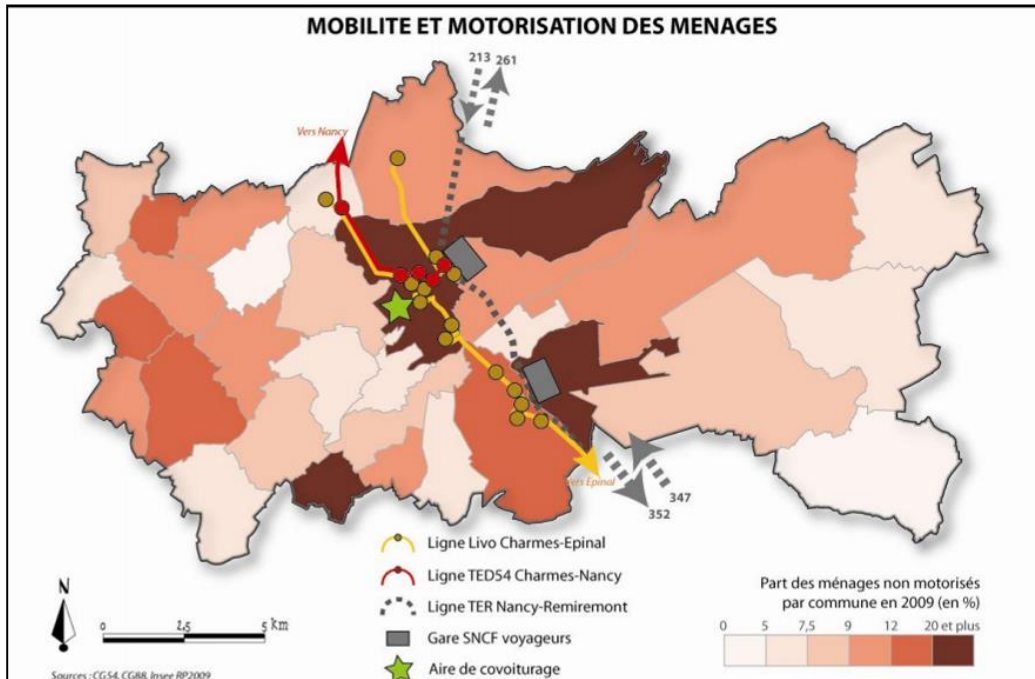 MOBILITE ET MOTORISATION DES MENAGES
213 261
Vers Nancy
vers Epinal
347
352
Ligne Livo Charmes-Epinal
Ligne TED54 Charmes-Nancy
Ligne TER Nancy-Remiremont
Gare SNCF voyageurs
Aire de covoiturage
N
0 5 km
Part des ménages non motorisés
par commune en 2009 (en %)
0 5 7,5 9 12 20 et plus
Sources : CG54, CG88, Insee RP2009